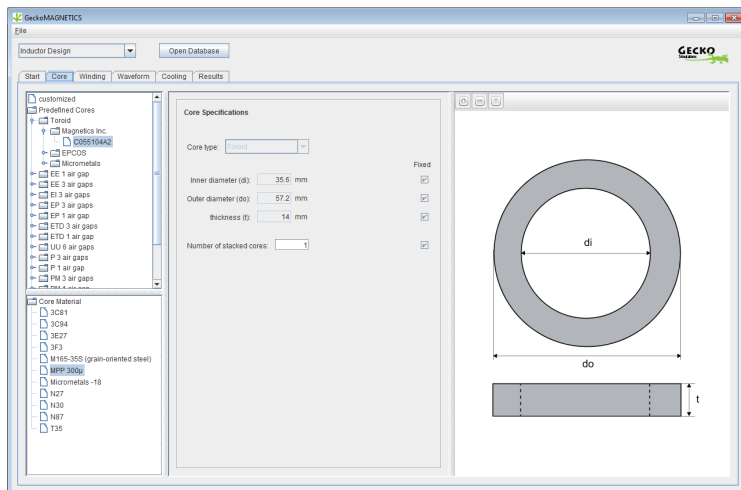 GeckoMAGNETICS
File
Inductor Design
Open Database
GECKO
Simulations
Start
Core
Winding
Waveform
Cooling
Results
customized
Predefined Cores
Toroid
Magnetics Inc.
C055104A2
EPCOS
Micrometals
EE 1 air gap
EE 3 air gaps
EI 3 air gaps
EP 3 air gaps
EP 1 air gap
ETD 3 air gaps
ETD 1 air gap
UU 6 air gaps
P 3 air gaps
P 1 air gap
PM 3 air gaps
Core Material
3C81
3C94
3E27
3F3
M165-35S (grain-oriented steel)
MPP 300µ
Micrometals -18
N27
N30
N87
T35
Core Specifications
Core type: Toroid
Fixed
Inner diameter (di): 35.6 mm
Outer diameter (do): 57.2 mm
thickness (t): 14 mm
Number of stacked cores: 1
di
do
t